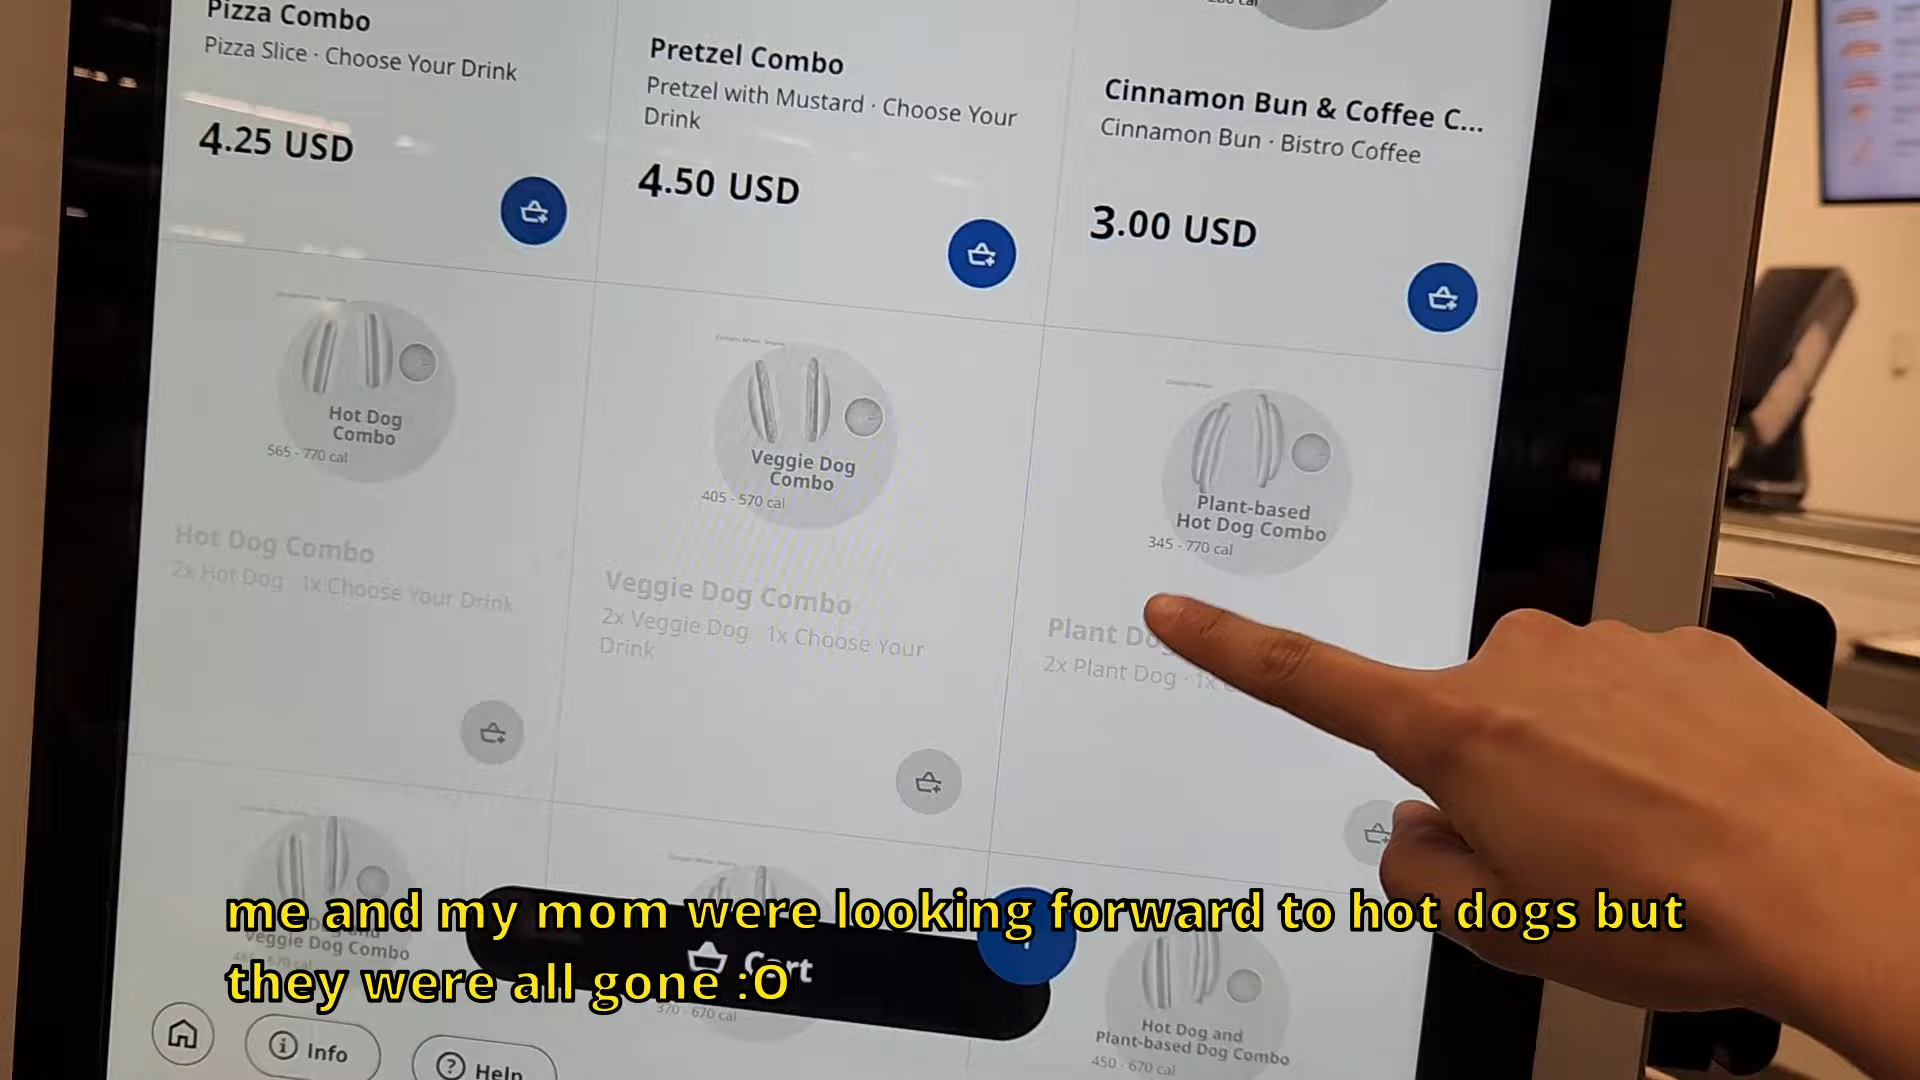 Pizza Combo
Pizza Slice · Choose Your Drink
4.25 USD
Pretzel Combo
Pretzel with Mustard · Choose Your
Drink
4.50 USD
Cinnamon Bun & Coffee C...
Cinnamon Bun · Bistro Coffee
3.00 USD
Hot Dog
Combo
565 - 770 cal
Hot Dog Combo
2x Hot Dog 1x Choose Your Drink
Veggie Dog
Combo
405 - 570 cal
Veggie Dog Combo
2x Veggie Dog 1x Choose Your
Drink
Plant-based
Hot Dog Combo
345 - 770 cal
Plant
2x Plant Dog · 1x
Veggie Dog Combo
370 - 670 cal
Hot Dog and
Plant-based Dog Combo
450 - 670 cal
Cart
Info
Help
me and my mom were looking forward to hot dogs but
they were all gone :O